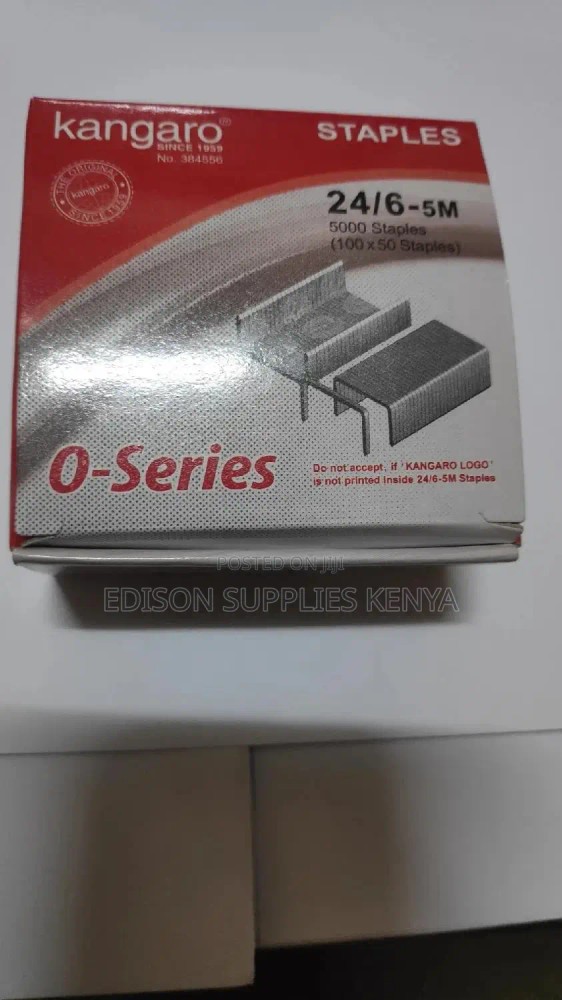 kangaro®
SINCE 1959
No. 384556
STAPLES
THE ORIGINAL
kangaro
SINCE 1959
24/6-5M
5000 Staples
(100 x 50 Staples)
O-Series
Do not accept, if 'KANGARO LOGO'
is not printed inside 24/6-5M Staples
POSTED ON Jiji
EDISON SUPPLIES KENYA